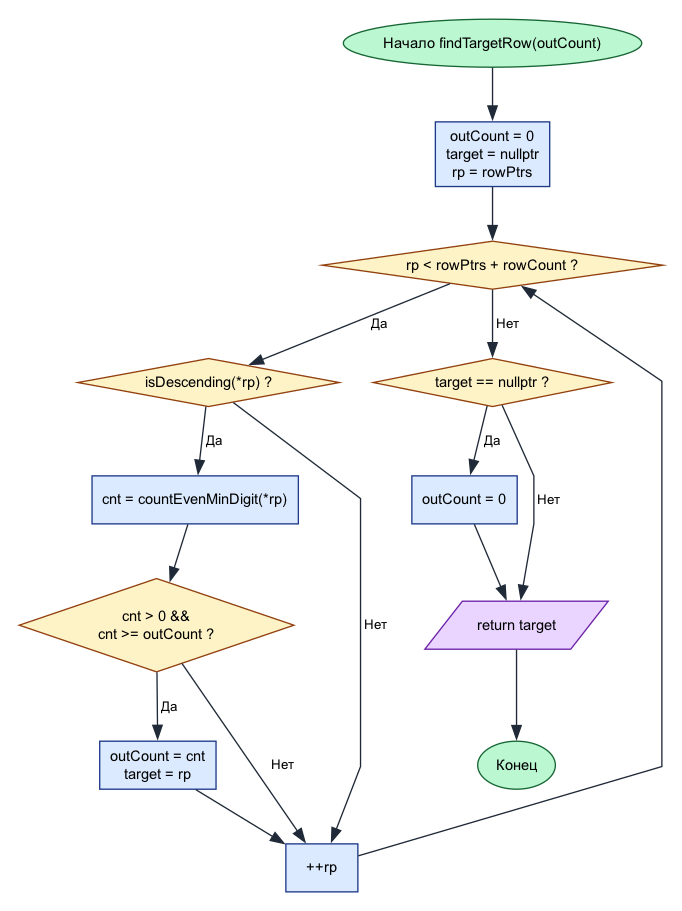 Начало findTargetRow(outCount)
outCount = 0
target = nullptr
rp = rowPtrs
rp < rowPtrs + rowCount ?
Да
Нет
isDescending(*rp) ?
target == nullptr ?
Да
Да
cnt = countEvenMinDigit(*rp)
outCount = 0
Нет
cnt > 0 &&
cnt >= outCount ?
Нет
return target
Да
outCount = cnt
target = rp
Нет
Конец
++rp